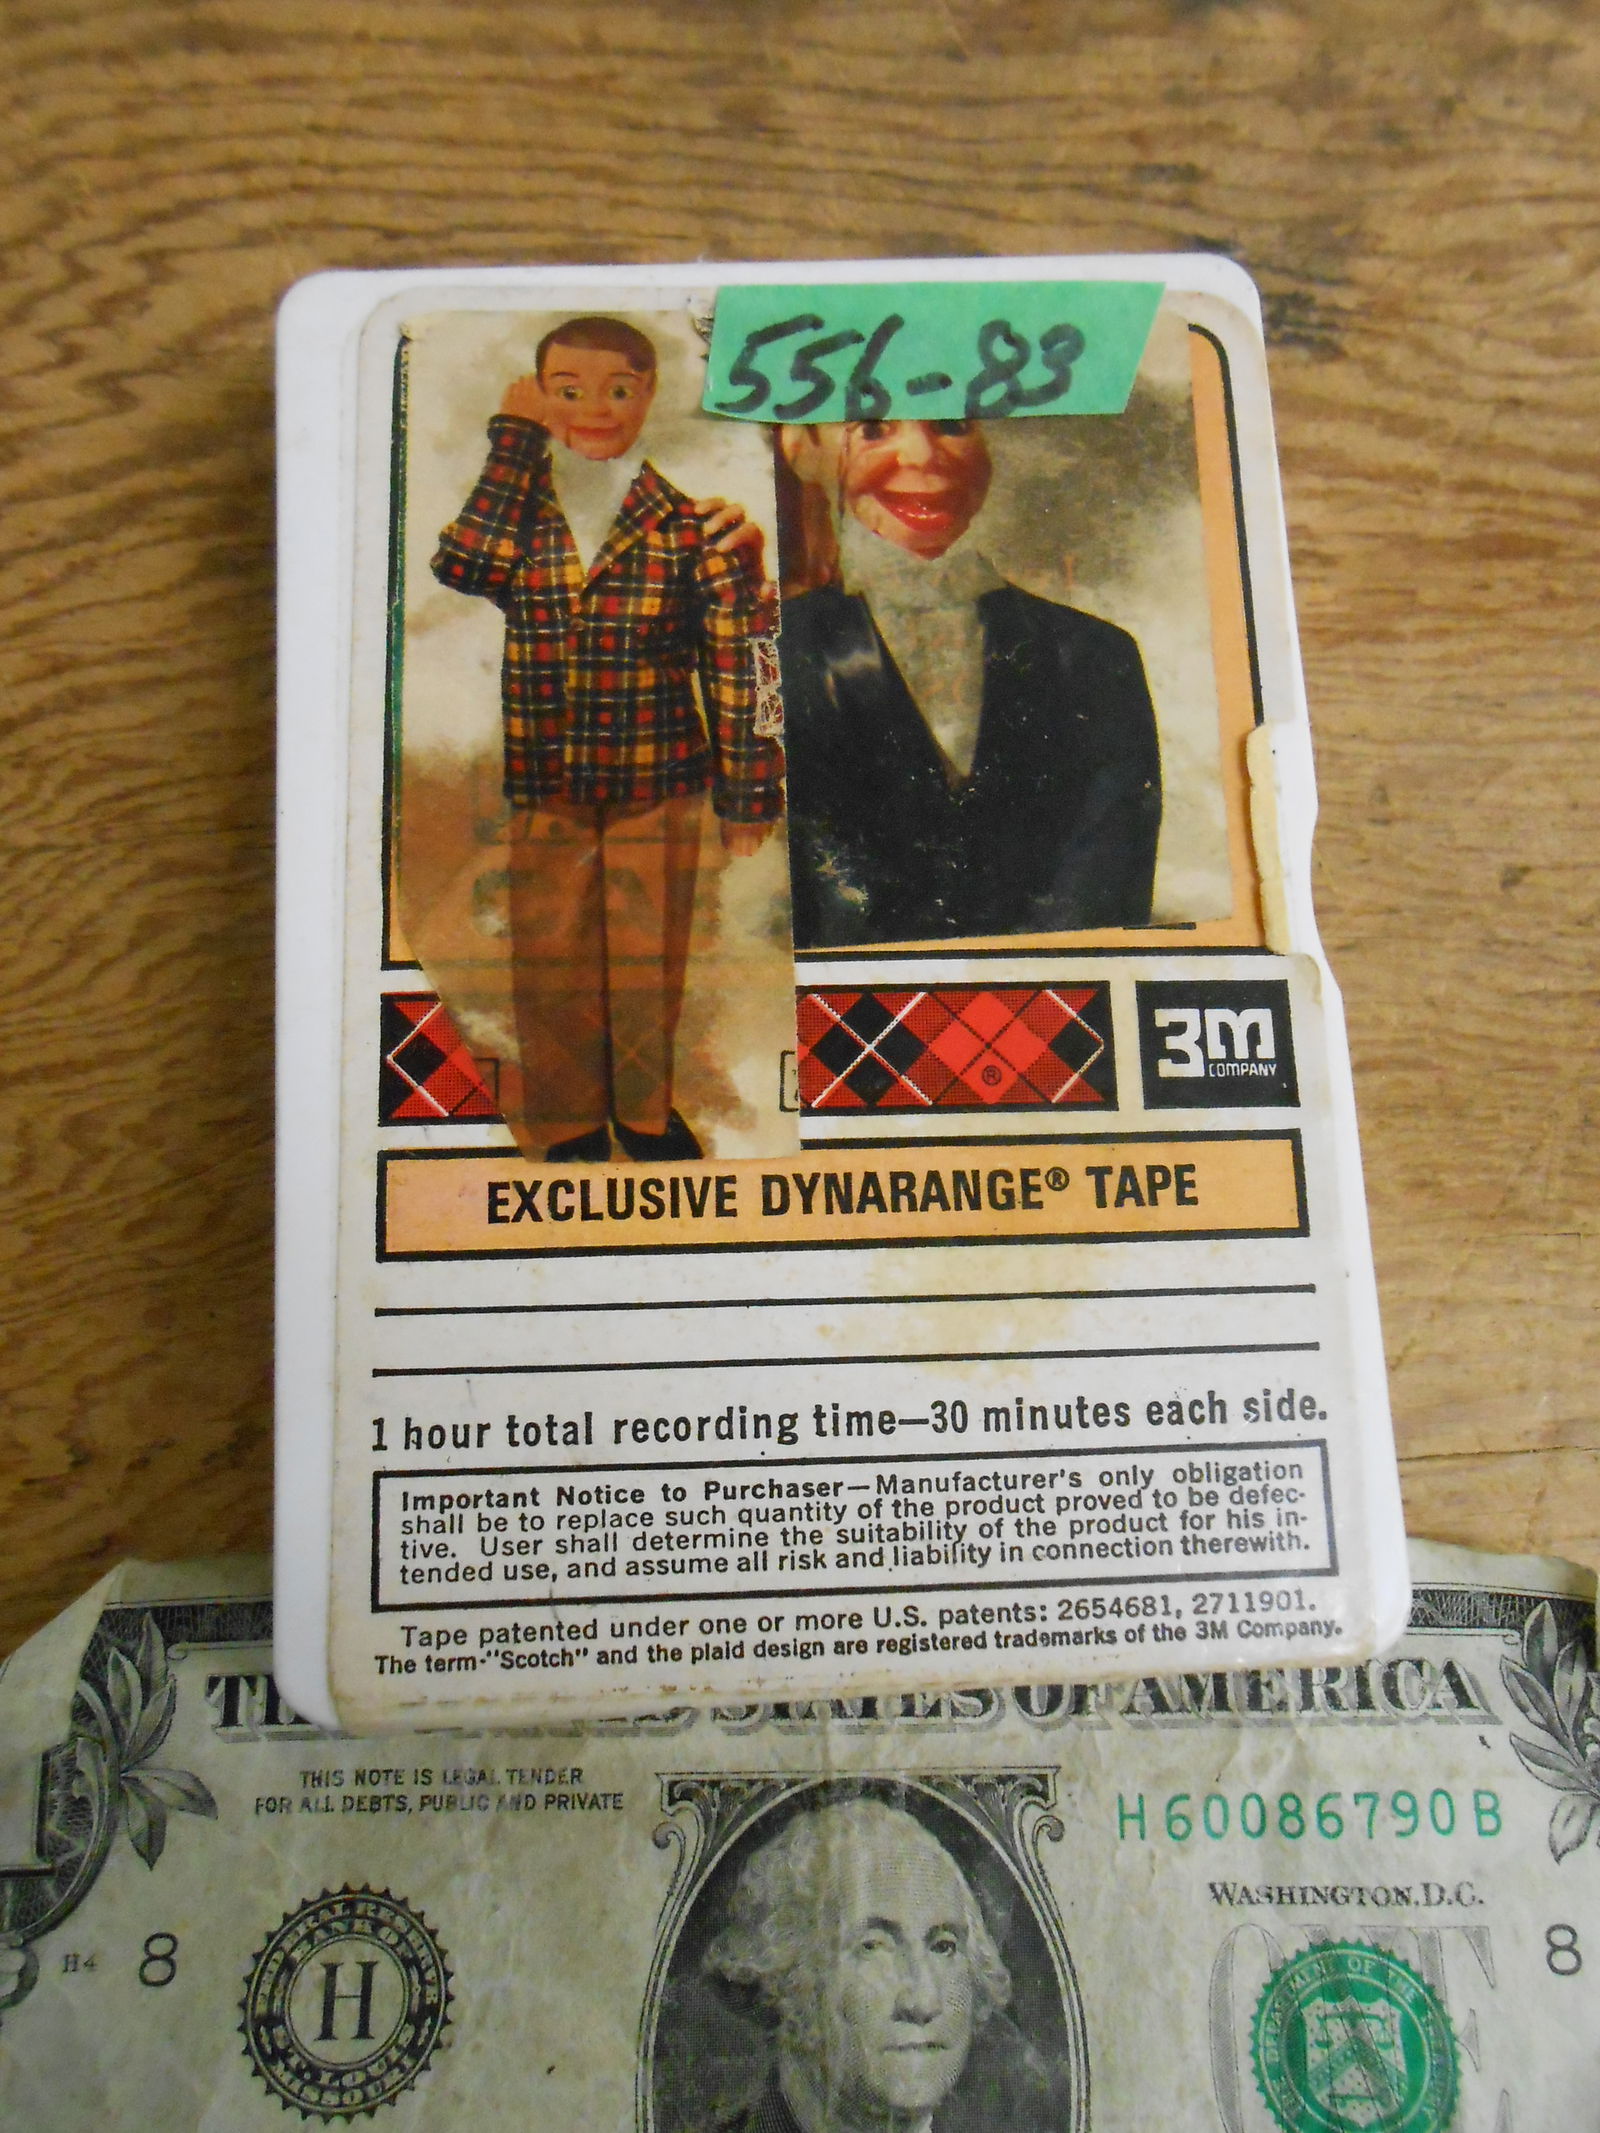 556-83
3M
COMPANY
®
EXCLUSIVE DYNARANGE® TAPE
1 hour total recording time—30 minutes each side.
Important Notice to Purchaser—Manufacturer's only obligation
shall be to replace such quantity of the product proved to be defec-
tive. User shall determine the suitability of the product for his in-
tended use, and assume all risk and liability in connection therewith.
Tape patented under one or more U.S. patents: 2654681, 2711901.
The term "Scotch" and the plaid design are registered trademarks of the 3M Company.
STATES OF AMERICA
THIS NOTE IS LEGAL TENDER
FOR ALL DEBTS, PUBLIC AND PRIVATE
H 60086790 B
WASHINGTON, D.C.
H4 8
H
8